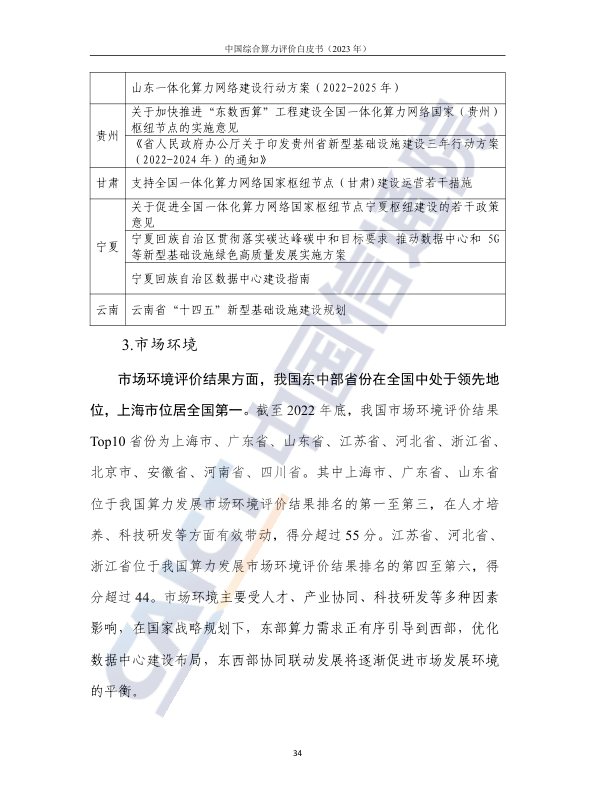 中国综合算力评价白皮书（2023 年）
山东一体化算力网络建设行动方案（2022-2025 年）
贵州
关于加快推进“东数西算”工程建设全国一体化算力网络国家（贵州）
枢纽节点的实施意见
《省人民政府办公厅关于印发贵州省新型基础设施建设三年行动方案
（2022-2024 年）的通知》
甘肃
支持全国一体化算力网络国家枢纽节点（甘肃)建设运营若干措施
宁夏
关于促进全国一体化算力网络国家枢纽节点宁夏枢纽建设的若干政策
意见
宁夏回族自治区贯彻落实碳达峰碳中和目标要求 推动数据中心和 5G
等新型基础设施绿色高质量发展实施方案
宁夏回族自治区数据中心建设指南
云南
云南省“十四五”新型基础设施建设规划
3.市场环境
市场环境评价结果方面，我国东中部省份在全国中处于领先地
位，上海市位居全国第一。截至 2022 年底，我国市场环境评价结果
Top10 省份为上海市、广东省、山东省、江苏省、河北省、浙江省、
北京市、安徽省、河南省、四川省。其中上海市、广东省、山东省
位于我国算力发展市场环境评价结果排名的第一至第三，在人才培
养、科技研发等方面有效带动，得分超过 55 分。江苏省、河北省、
浙江省位于我国算力发展市场环境评价结果排名的第四至第六，得
分超过 44。市场环境主要受人才、产业协同、科技研发等多种因素
影响，在国家战略规划下，东部算力需求正有序引导到西部，优化
数据中心建设布局，东西部协同联动发展将逐渐促进市场发展环境
的平衡。
34
CAICT 中国信通院